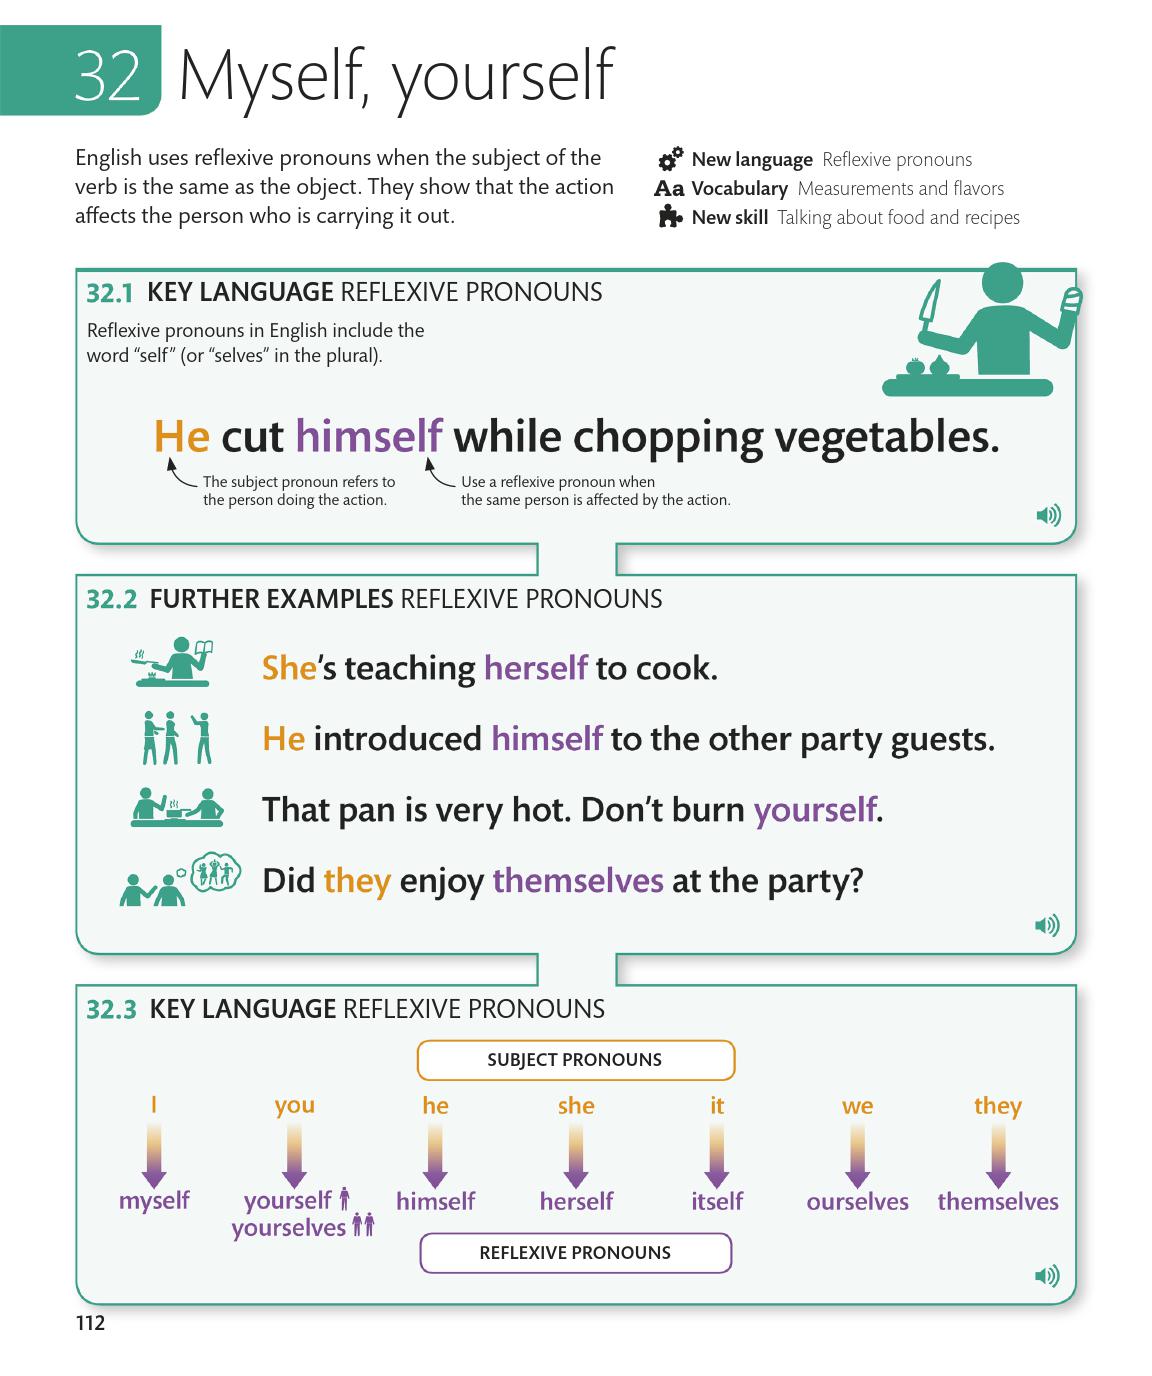 32 Myself, yourself
English uses reflexive pronouns when the subject of the
verb is the same as the object. They show that the action
affects the person who is carrying it out.
New language Reflexive pronouns
Aa Vocabulary Measurements and flavors
New skill Talking about food and recipes
32.1 KEY LANGUAGE REFLEXIVE PRONOUNS
Reflexive pronouns in English include the
word “self” (or “selves” in the plural).
He cut himself while chopping vegetables.
The subject pronoun refers to
the person doing the action.
Use a reflexive pronoun when
the same person is affected by the action.
32.2 FURTHER EXAMPLES REFLEXIVE PRONOUNS
She’s teaching herself to cook.
He introduced himself to the other party guests.
That pan is very hot. Don’t burn yourself.
Did they enjoy themselves at the party?
32.3 KEY LANGUAGE REFLEXIVE PRONOUNS
SUBJECT PRONOUNS
I you he she it we they
myself yourself himself herself itself ourselves themselves
yourselves
REFLEXIVE PRONOUNS
112